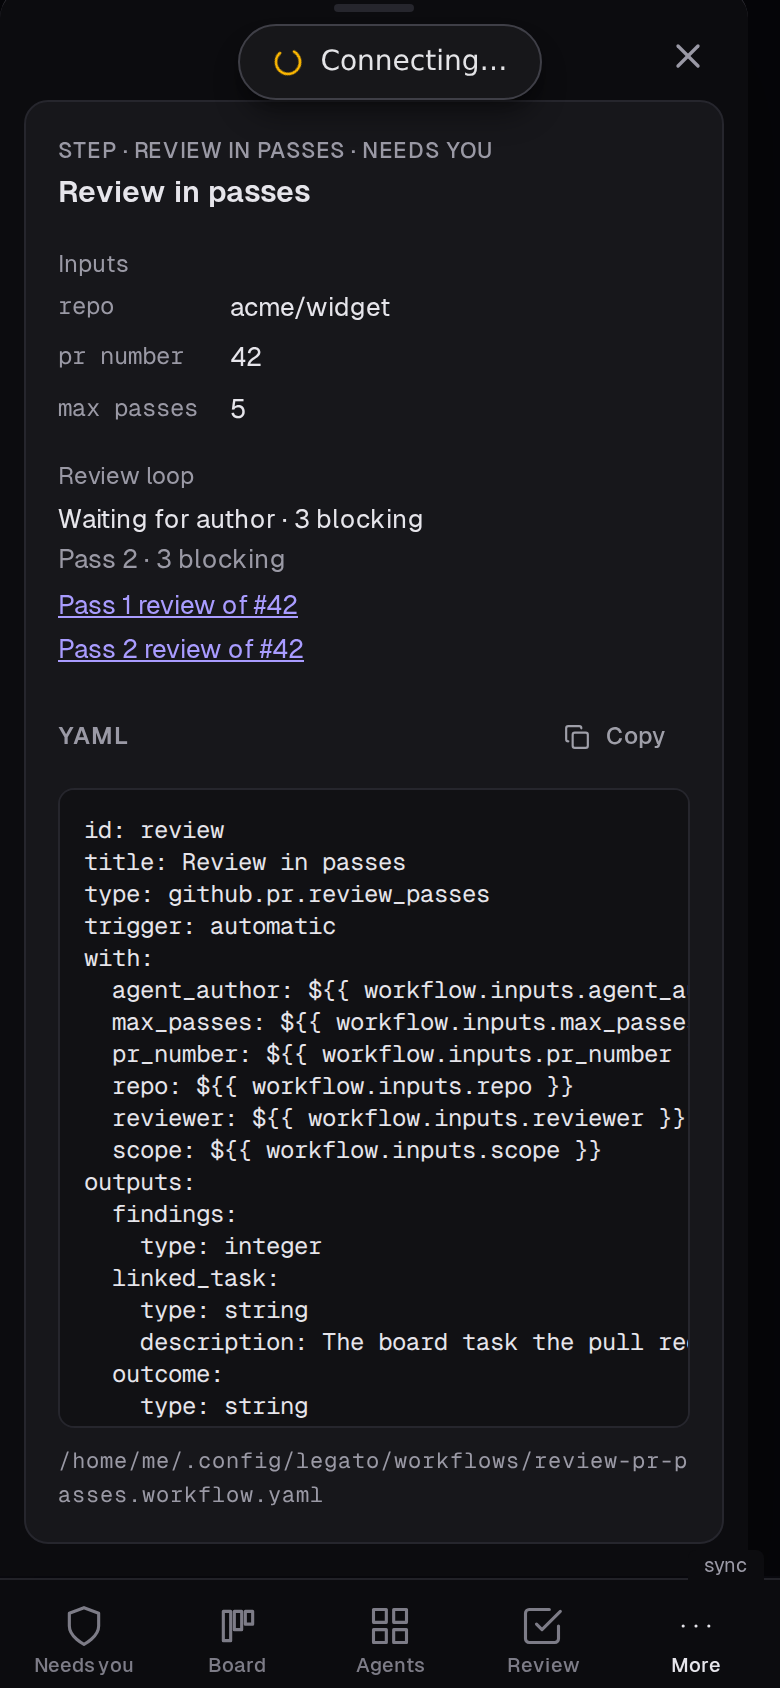 Connecting...
STEP · REVIEW IN PASSES · NEEDS YOU
Review in passes
Inputs
repo acme/widget
pr number 42
max passes 5
Review loop
Waiting for author · 3 blocking
Pass 2 · 3 blocking
Pass 1 review of #42
Pass 2 review of #42
YAML Copy
id: review
title: Review in passes
type: github.pr.review_passes
trigger: automatic
with:
  agent_author: ${{ workflow.inputs.agent_a
  max_passes: ${{ workflow.inputs.max_passe
  pr_number: ${{ workflow.inputs.pr_number
  repo: ${{ workflow.inputs.repo }}
  reviewer: ${{ workflow.inputs.reviewer }}
  scope: ${{ workflow.inputs.scope }}
outputs:
  findings:
    type: integer
  linked_task:
    type: string
    description: The board task the pull re
  outcome:
    type: string
/home/me/.config/legato/workflows/review-pr-p
asses.workflow.yaml
sync
Needs you Board Agents Review More